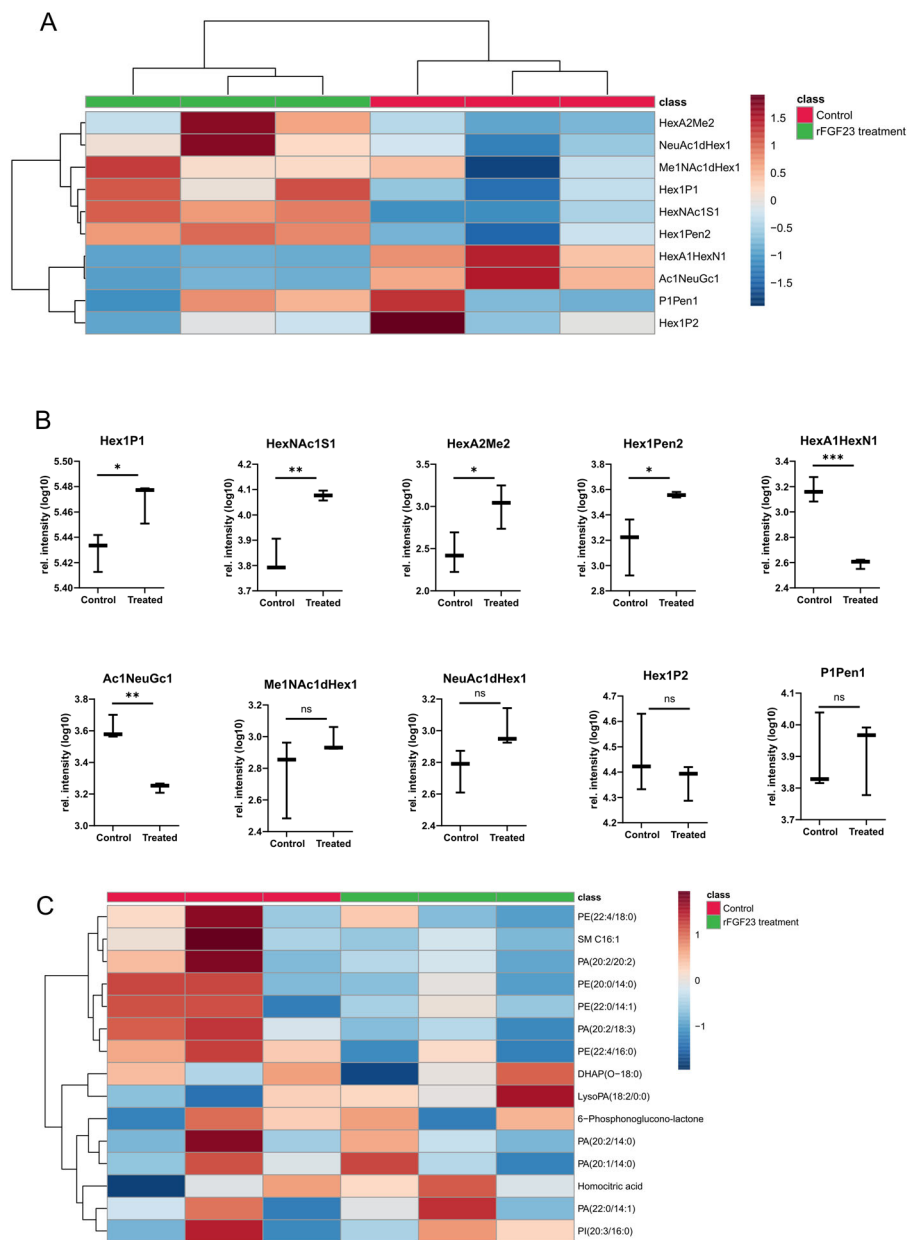 A
class
HexA2Me2
NeuAc1dHex1
Me1NAc1dHex1
Hex1P1
HexNAc1S1
Hex1Pen2
HexA1HexN1
Ac1NeuGc1
P1Pen1
Hex1P2
1.5
1
0.5
0
−0.5
−1
−1.5
class
Control
rFGF23 treatment
B
Hex1P1
rel. intensity (log10)
5.50
5.48
5.46
5.44
5.42
5.40
*
Control Treated
HexNAc1S1
rel. intensity (log10)
4.2
4.1
4.0
3.9
3.8
3.7
**
Control Treated
HexA2Me2
rel. intensity (log10)
3.5
3.0
2.5
2.0
*
Control Treated
Hex1Pen2
rel. intensity (log10)
3.8
3.6
3.4
3.2
3.0
2.8
*
Control Treated
HexA1HexN1
rel. intensity (log10)
3.6
3.4
3.2
3.0
2.8
2.6
2.4
***
Control Treated
Ac1NeuGc1
rel. intensity (log10)
3.8
3.6
3.4
3.2
3.0
**
Control Treated
Me1NAc1dHex1
rel. intensity (log10)
3.2
3.0
2.8
2.6
2.4
ns
Control Treated
NeuAc1dHex1
rel. intensity (log10)
3.2
3.0
2.8
2.6
2.4
ns
Control Treated
Hex1P2
rel. intensity (log10)
4.7
4.6
4.5
4.4
4.3
4.2
ns
Control Treated
P1Pen1
rel. intensity (log10)
4.1
4.0
3.9
3.8
3.7
ns
Control Treated
C
class
PE(22:4/18:0)
SM C16:1
PA(20:2/20:2)
PE(20:0/14:0)
PE(22:0/14:1)
PA(20:2/18:3)
PE(22:4/16:0)
DHAP(O−18:0)
LysoPA(18:2/0:0)
6−Phosphonoglucono−lactone
PA(20:2/14:0)
PA(20:1/14:0)
Homocitric acid
PA(22:0/14:1)
PI(20:3/16:0)
1
0
−1
class
Control
rFGF23 treatment